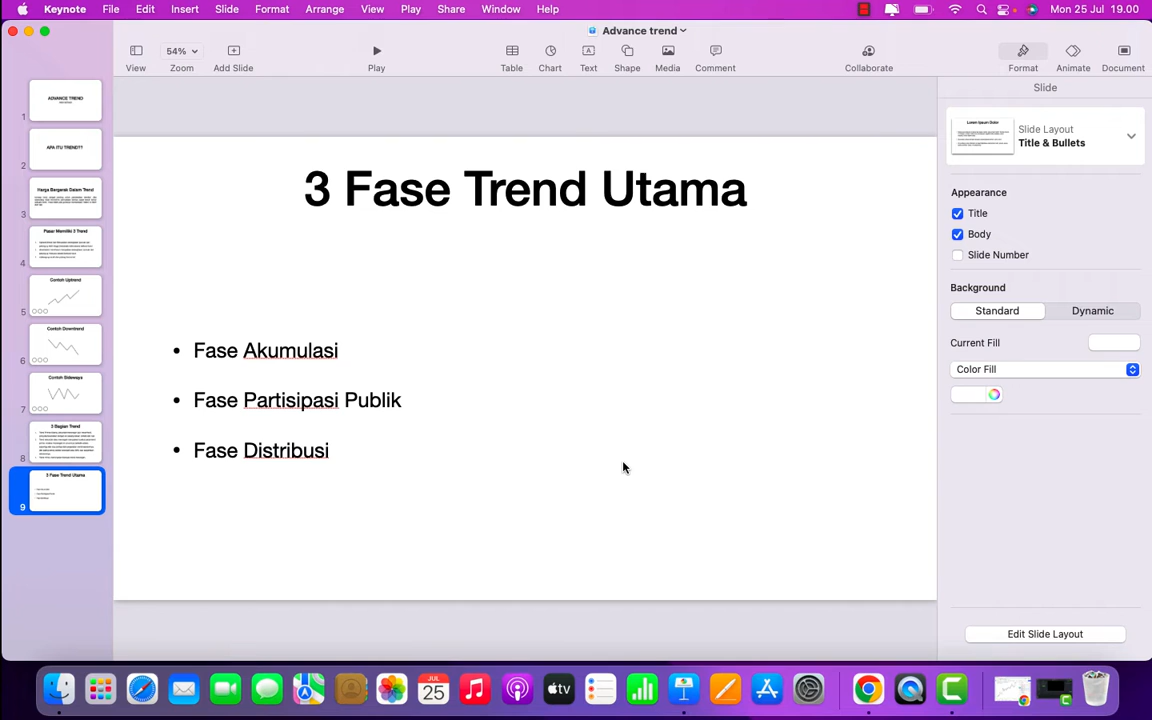 Keynote File Edit Insert Slide Format Arrange View Play Share Window Help Mon 25 Jul 19.00
Advance trend
54%
View Zoom Add Slide Play Table Chart Text Shape Media Comment Collaborate Format Animate Document
Slide
ADVANCE TREND
1
APA ITU TREND??
2
Harga Bergerak Dalam Trend
3
Pasar Memiliki 3 Trend
4
Contoh Uptrend
5
Contoh Downtrend
6
Contoh Sideways
7
3 Bagian Trend
8
3 Fase Trend Utama
9
3 Fase Trend Utama
• Fase Akumulasi
• Fase Partisipasi Publik
• Fase Distribusi
Lorem Ipsum Dolor
Slide Layout
Title & Bullets
Appearance
Title
Body
Slide Number
Background
Standard Dynamic
Current Fill
Color Fill
Edit Slide Layout
JUL
25
tv